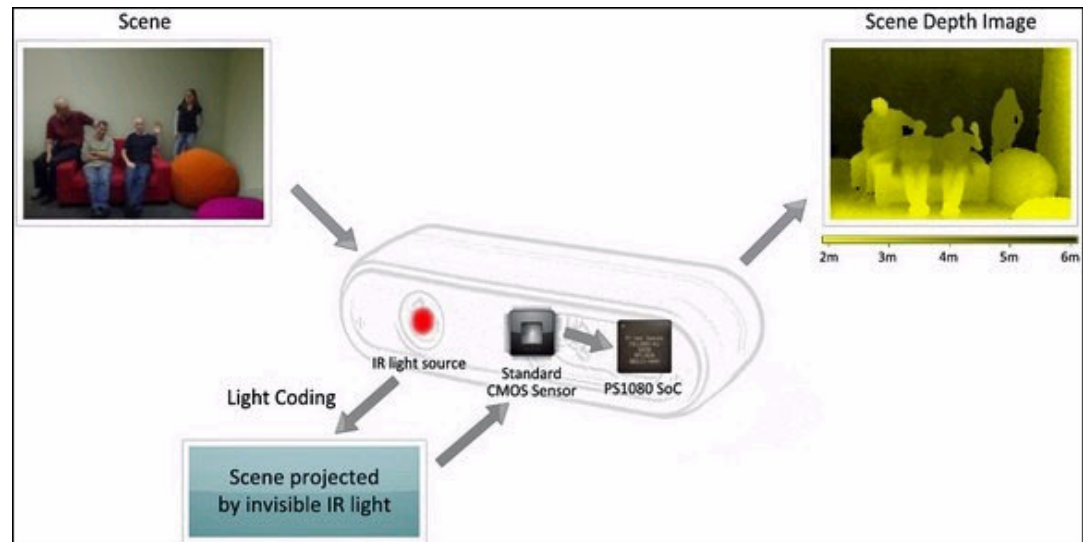 Scene
Scene Depth Image
2m 3m 4m 5m 6m
IR light source
Standard
CMOS Sensor
PS1080 SoC
Light Coding
Scene projected
by invisible IR light